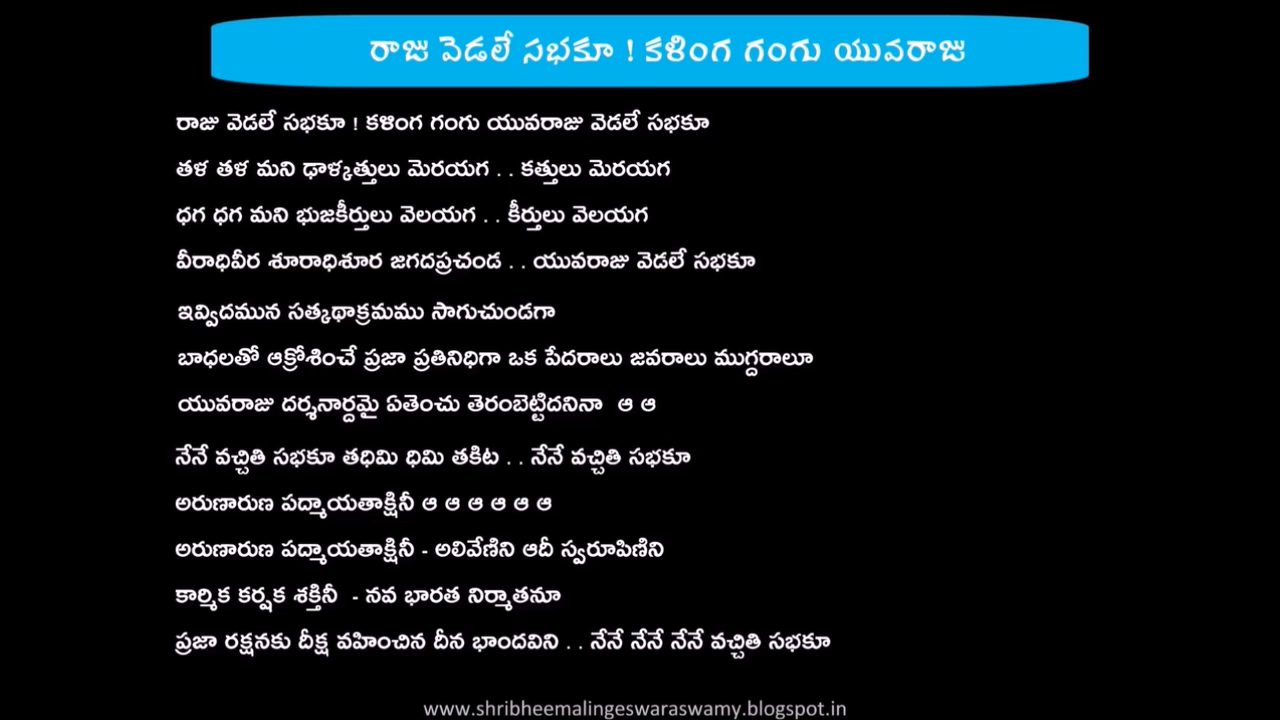 రాజు వెడలే సభకూ ! కళింగ గంగు యువరాజు
రాజు వెడలే సభకూ ! కళింగ గంగు యువరాజు వెడలే సభకూ
తళ తళ మని ఢాళ్కత్తులు మెరయగ . . కత్తులు మెరయగ
ధగ ధగ మని భుజకీర్తులు వెలయగ . . కీర్తులు వెలయగ
వీరాధివీర శూరాధిశూర జగదప్రచండ . . యువరాజు వెడలే సభకూ
ఇవ్విదమున సత్కథాక్రమము సాగుచుండగా
బాధలతో ఆక్రోశించే ప్రజా ప్రతినిధిగా ఒక పేదరాలు జవరాలు ముగ్దరాలూ
యువరాజు దర్శనార్దమై ఏతెంచు తెరంబెట్టిదనినా ఆ ఆ
నేనే వచ్చితి సభకూ తధిమి ధిమి తకిట . . నేనే వచ్చితి సభకూ
అరుణారుణ పద్మాయతాక్షినీ ఆ ఆ ఆ ఆ ఆ ఆ
అరుణారుణ పద్మాయతాక్షినీ - అలివేణిని ఆదీ స్వరూపిణిని
కార్మిక కర్షక శక్తినీ - నవ భారత నిర్మాతనూ
ప్రజా రక్షనకు దీక్ష వహించిన దీన భాందవిని . . నేనే నేనే నేనే వచ్చితి సభకూ
www.shribheemalingeswaraswamy.blogspot.in